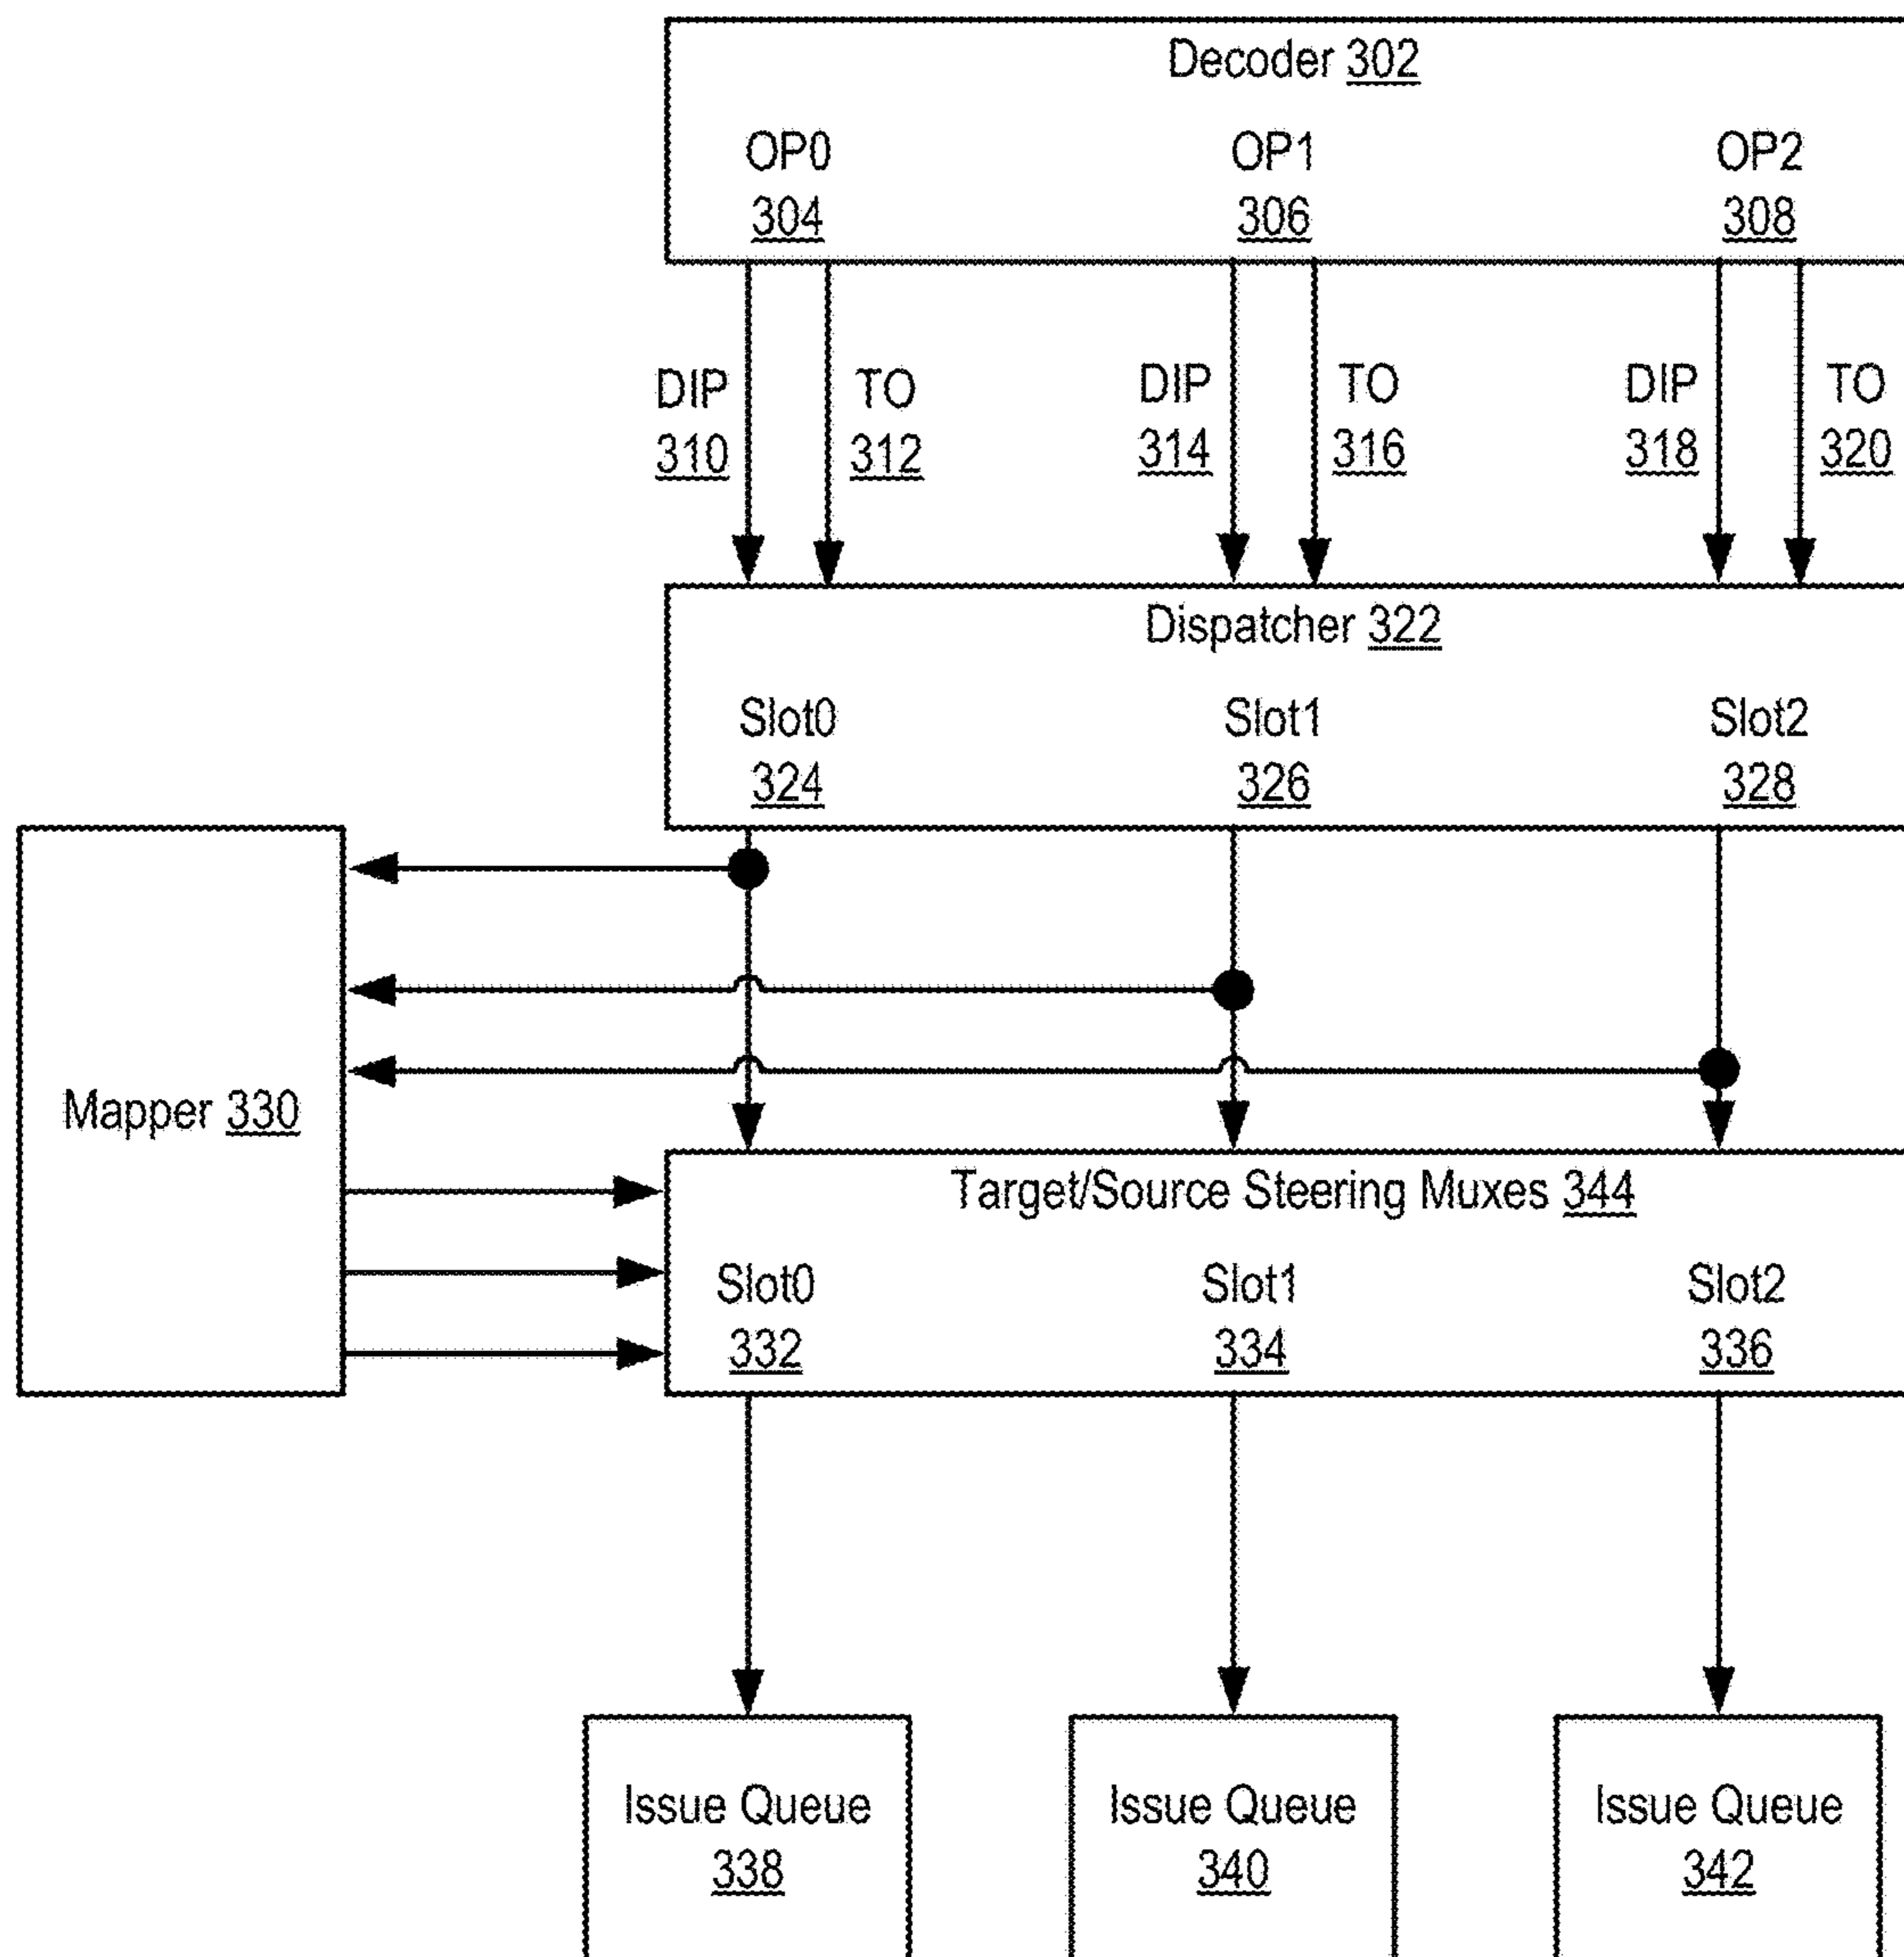 Decoder 302
OP0 OP1 OP2
304 306 308
DIP TO DIP TO DIP TO
310 312 314 316 318 320
Dispatcher 322
Slot0 Slot1 Slot2
324 326 328
Mapper 330
Target/Source Steering Muxes 344
Slot0 Slot1 Slot2
332 334 336
Issue Queue Issue Queue Issue Queue
338 340 342